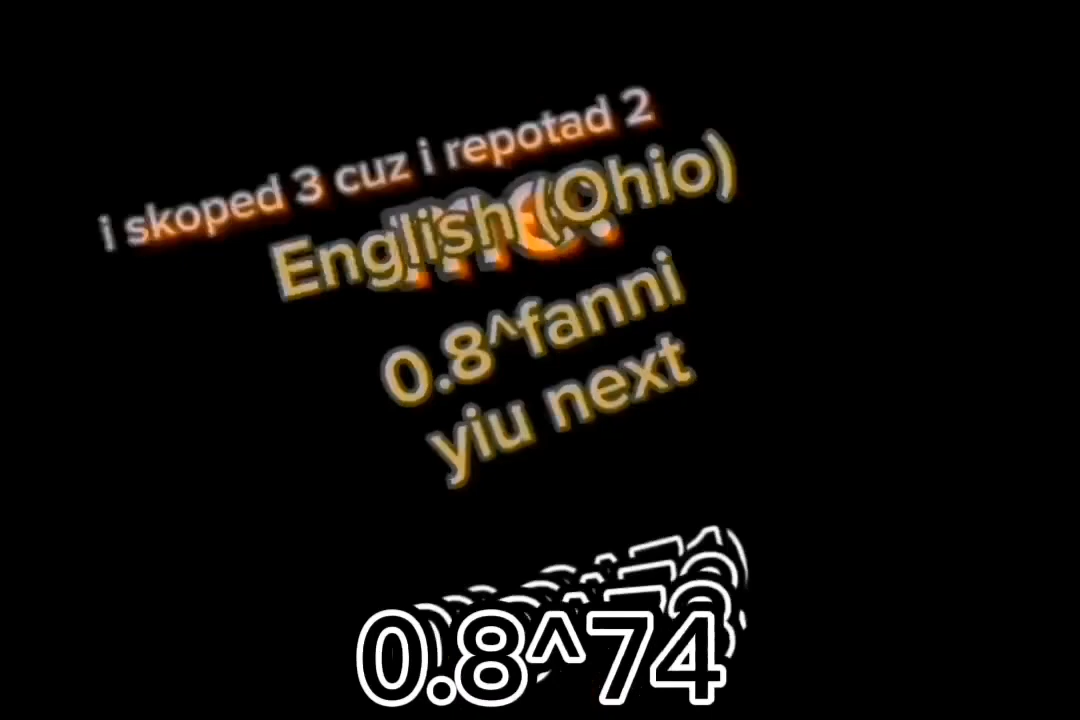 i skoped 3 cuz i repotad 2
English (Ohio)
0.8^fanni
yiu next
0.8^74